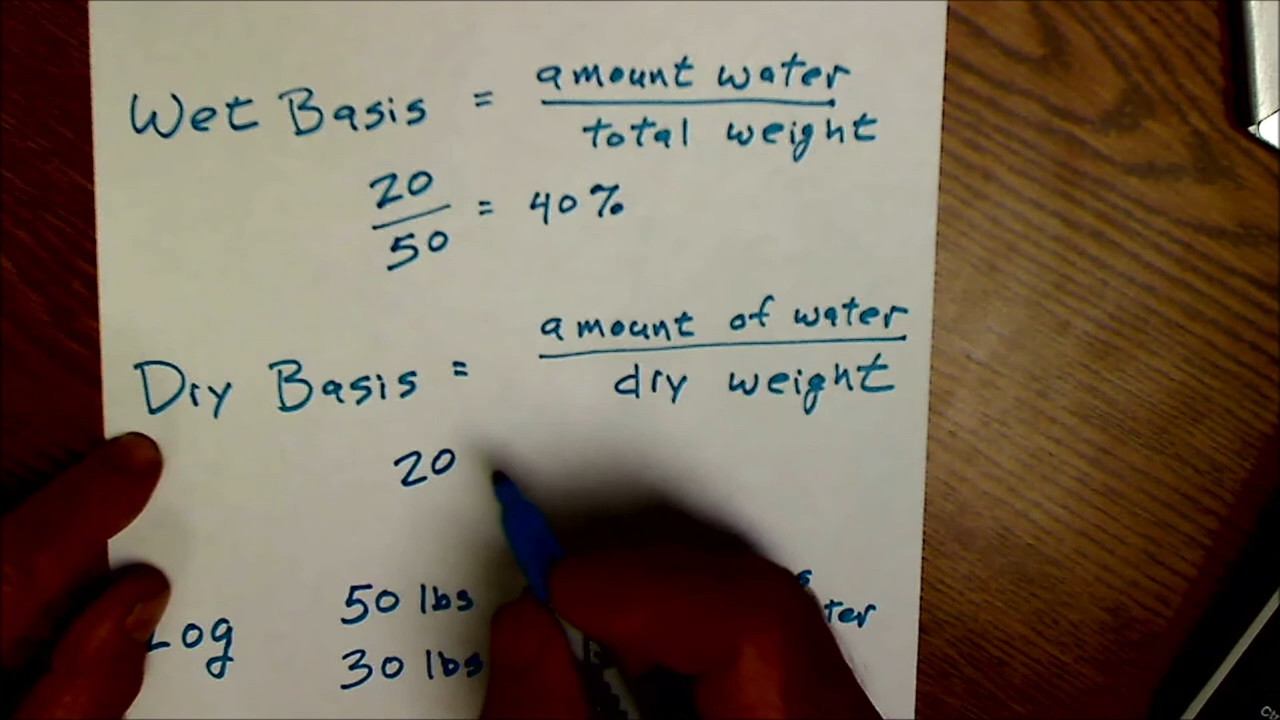 Wet Basis = amount water / total weight
20 / 50 = 40%
Dry Basis = amount of water / dry weight
20
Log 50 lbs
30 lbs